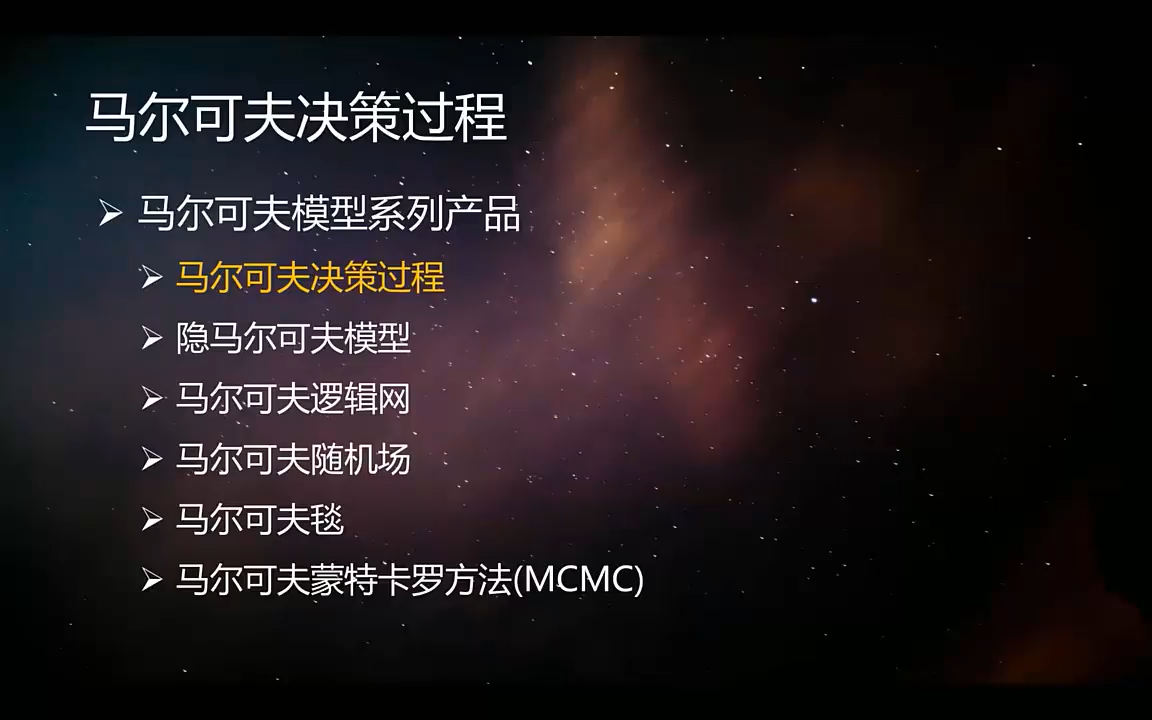 马尔可夫决策过程
马尔可夫模型系列产品
马尔可夫决策过程
隐马尔可夫模型
马尔可夫逻辑网
马尔可夫随机场
马尔可夫毯
马尔可夫蒙特卡罗方法(MCMC)